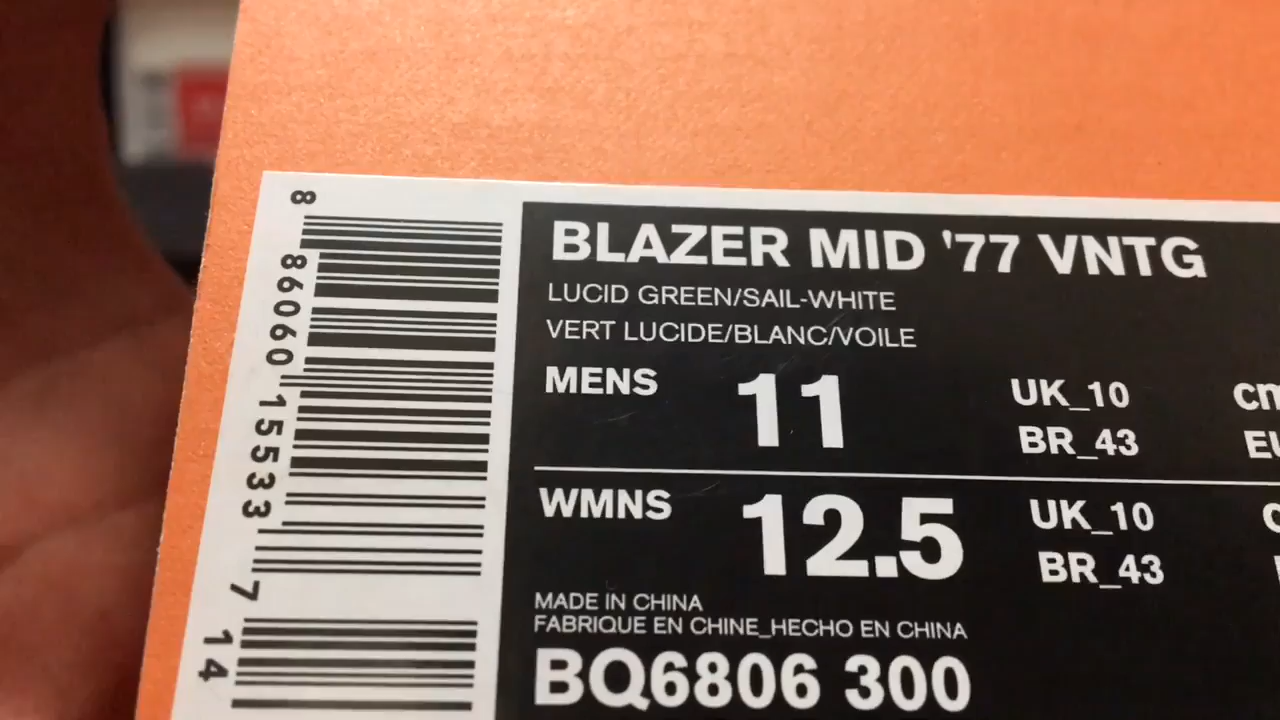 8 86060 15533 7 14
BLAZER MID '77 VNTG
LUCID GREEN/SAIL-WHITE
VERT LUCIDE/BLANC/VOILE
MENS 11 UK_10
BR_43
WMNS 12.5 UK_10
BR_43
MADE IN CHINA
FABRIQUE EN CHINE_HECHO EN CHINA
BQ6806 300